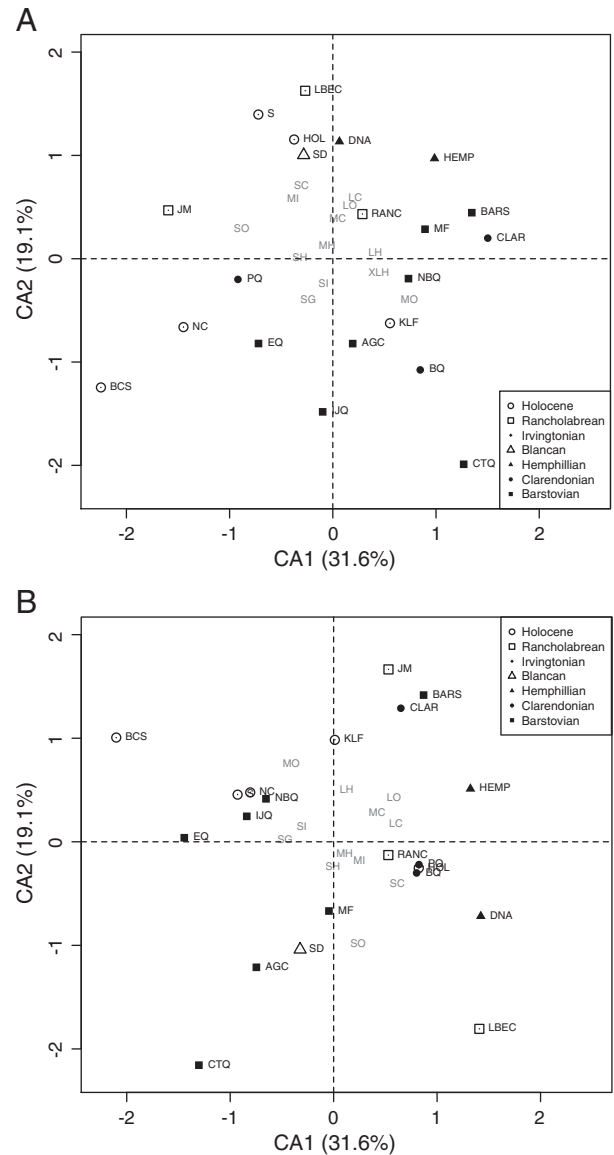 A
2
LBEC
S
HOL
DNA
1
SD
HEMP
SC
MI
LC
LO
JM
RANC
BARS
MC
MF
SO
CLAR
MH
LH
0
SH
XLH
PQ
NBQ
SI
SG
MO
NC
KLF
EQ
AGC
-1
BQ
BCS
IJQ
CTQ
-2
CA2 (19.1%)
Holocene
Rancholabrean
Irvingtonian
Blancan
Hemphillian
Clarendonian
Barstovian
-2 -1 0 1 2
CA1 (31.6%)
B
2
Holocene
Rancholabrean
Irvingtonian
Blancan
Hemphillian
Clarendonian
Barstovian
JM
BARS
CLAR
BCS
KLF
1
MO
NC
LH
HEMP
NBQ
LO
IJQ
MC
SI
LC
EQ
SG
0
MH
RANC
MI
SH
PQ
HOL
BQ
SC
MF
DNA
SO
SD
-1
AGC
LBEC
CTQ
-2
CA2 (19.1%)
-2 -1 0 1 2
CA1 (31.6%)